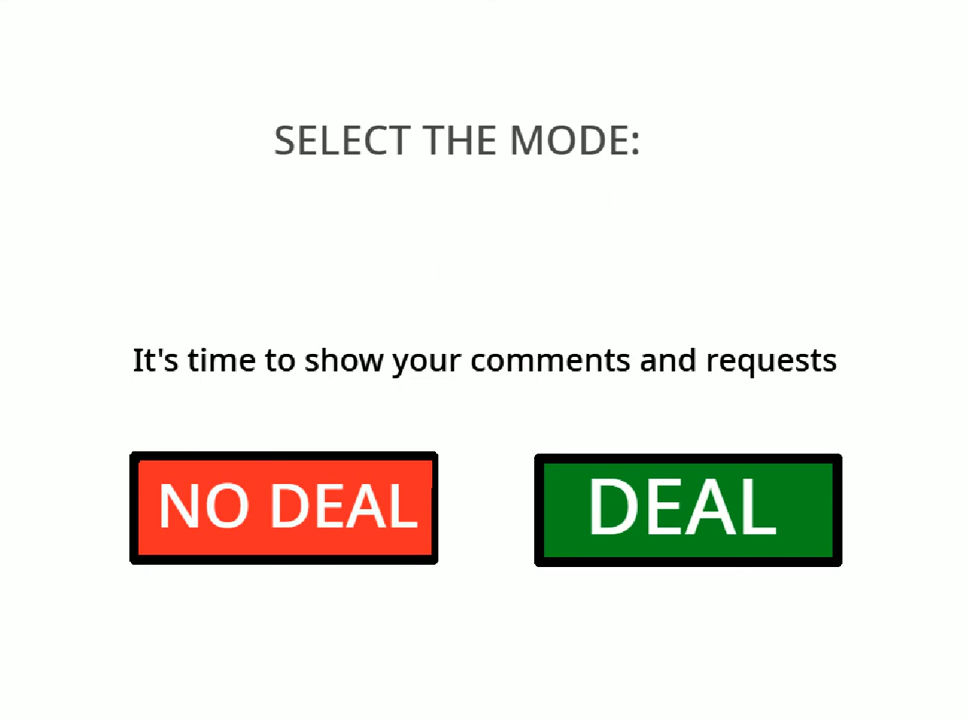 SELECT THE MODE:
It's time to show your comments and requests
NO DEAL
DEAL